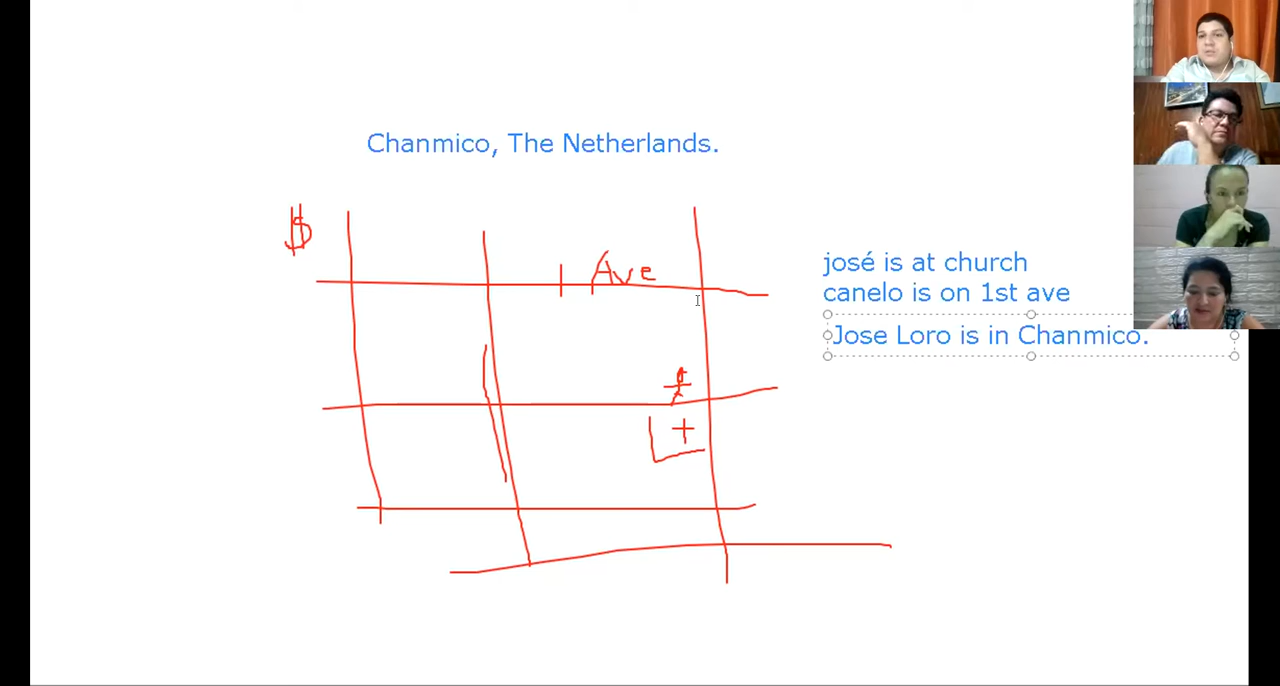 Chanmico, The Netherlands.
$
1 Ave
josé is at church
canelo is on 1st ave
Jose Loro is in Chanmico.